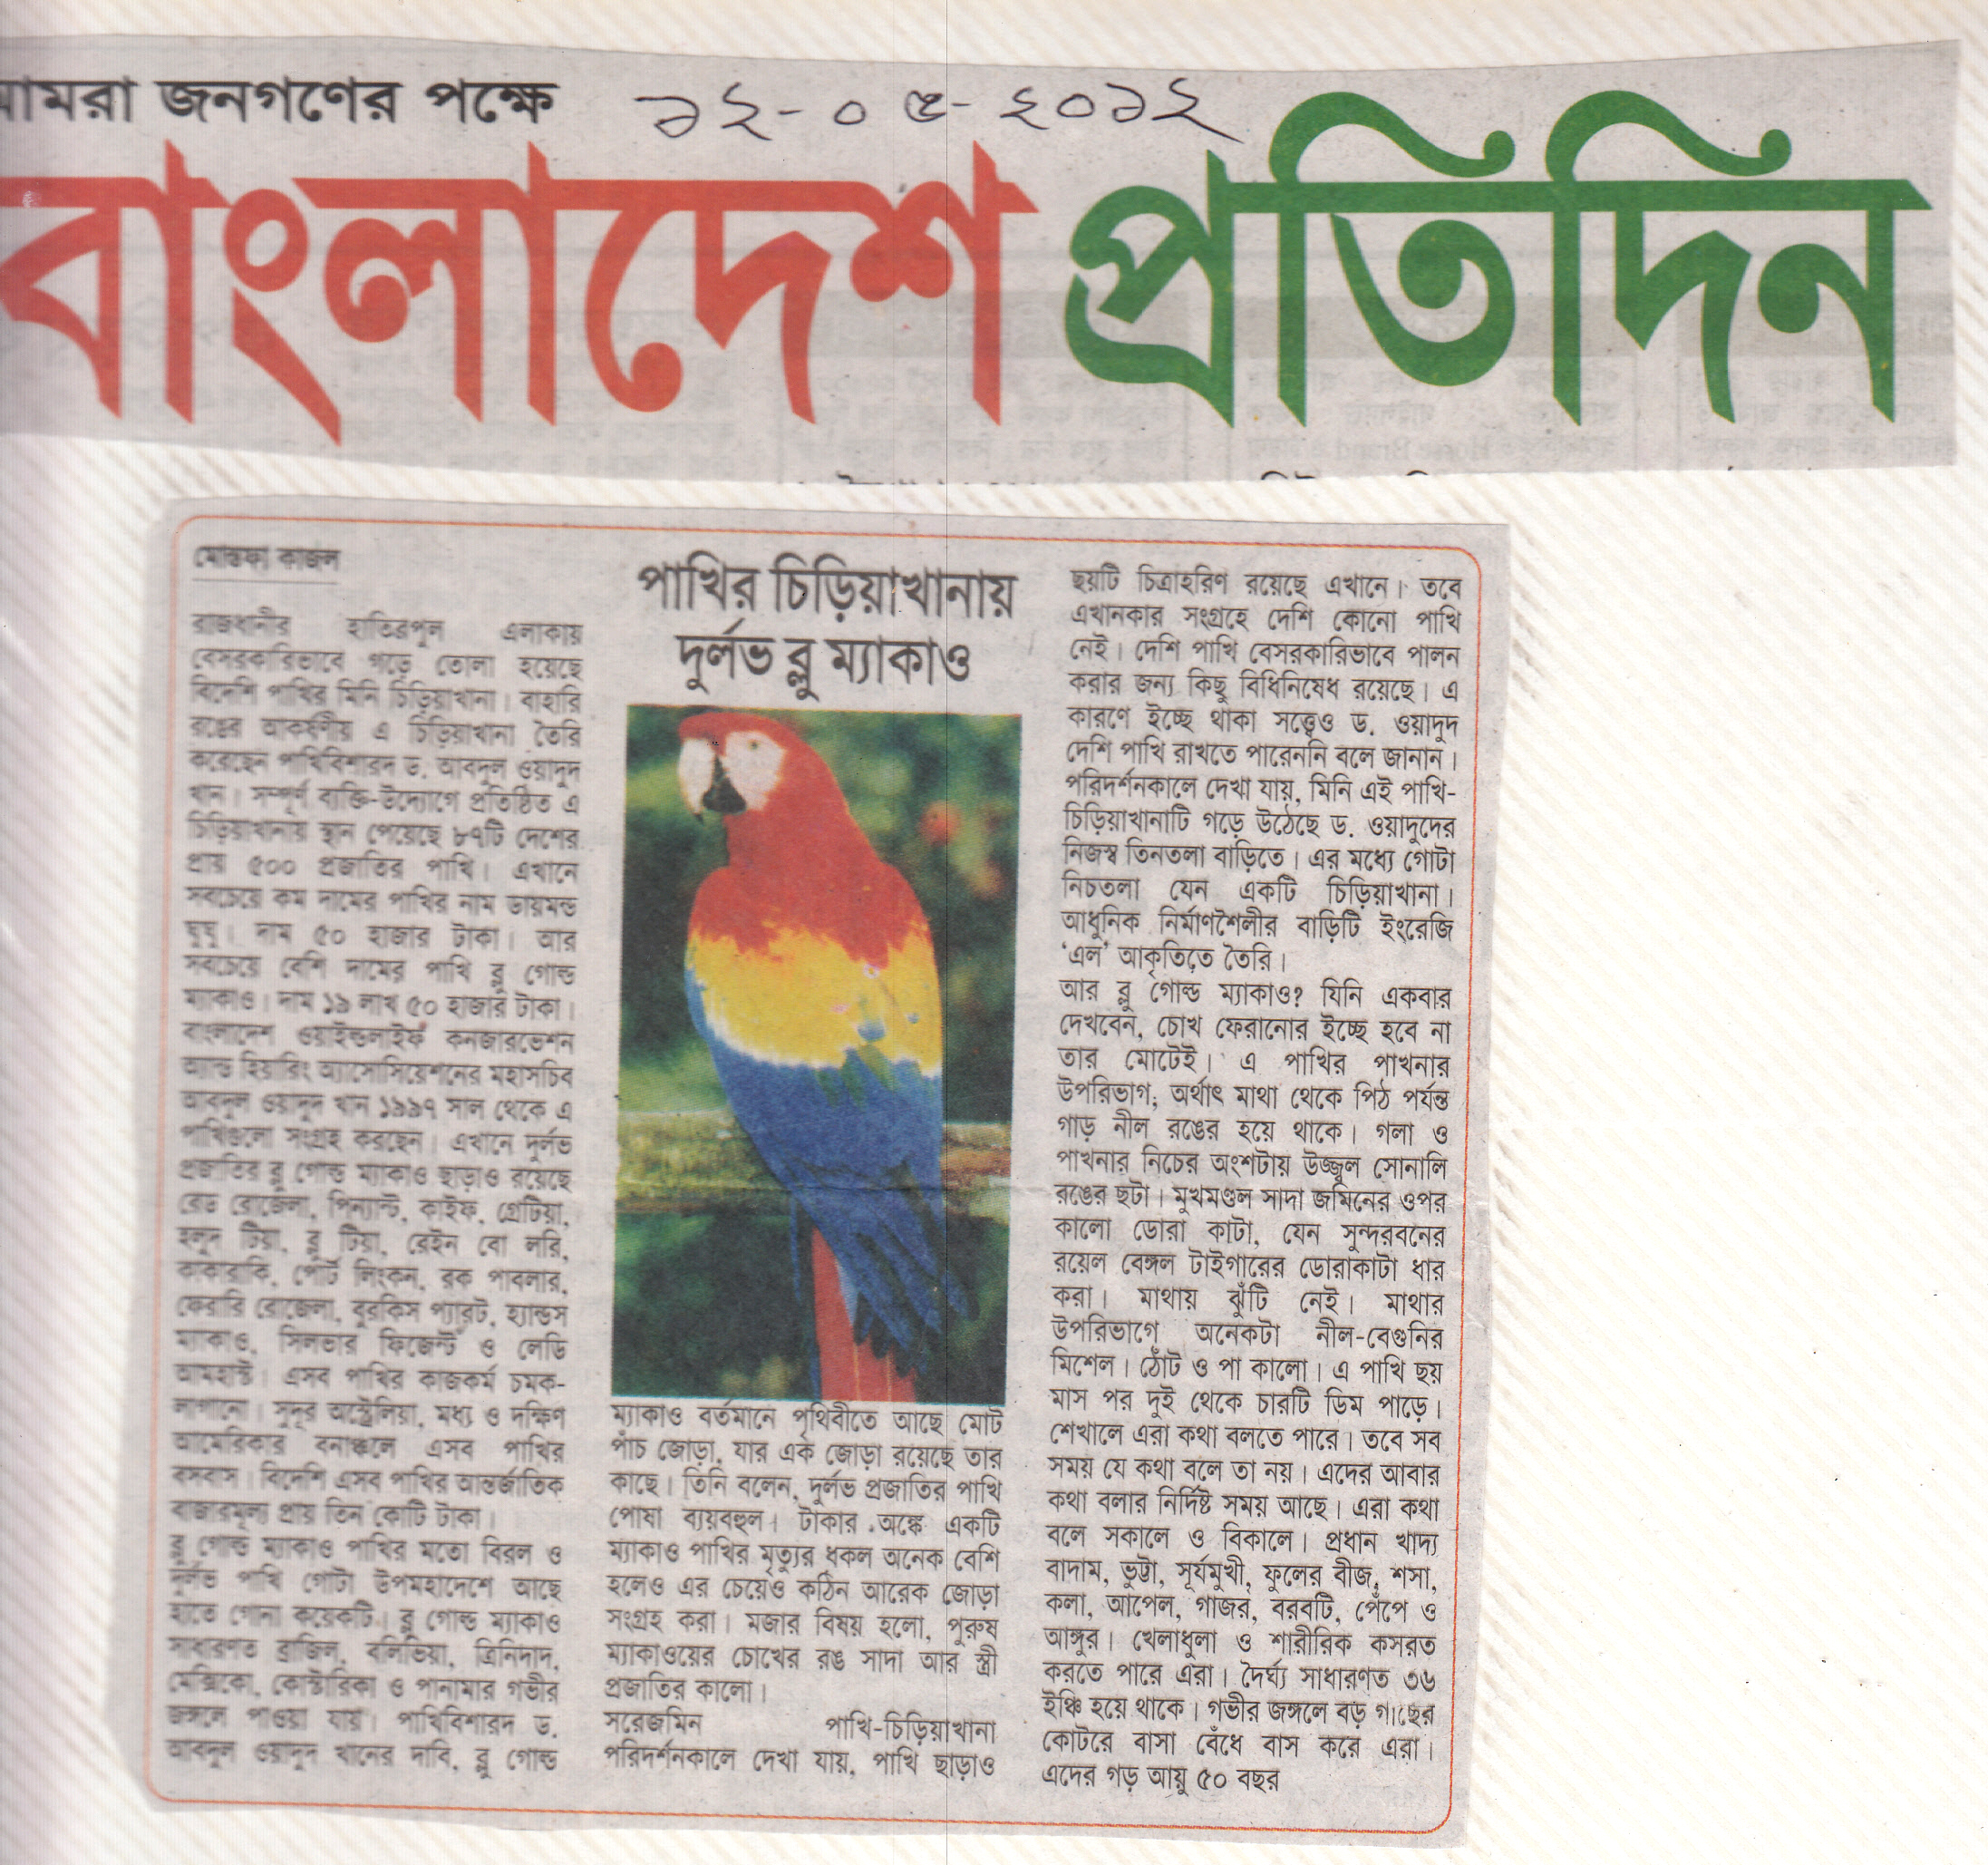 আমরা জনগণের পক্ষে
১২-০৫-২০১২
বাংলাদেশ প্রতিদিন
মোস্তফা কাজল
পাখির চিড়িয়াখানায়
দুর্লভ ব্লু ম্যাকাও
রাজধানীর হাতিরপুল এলাকায়
বেসরকারিভাবে গড়ে তোলা হয়েছে
বিদেশি পাখির মিনি চিড়িয়াখানা। বাহারি
রঙের আকর্ষণীয় এ চিড়িয়াখানা তৈরি
করেছেন পাখিবিশারদ ড. আবদুল ওয়াদুদ
খান। সম্পূর্ণ ব্যক্তি-উদ্যোগে প্রতিষ্ঠিত এ
চিড়িয়াখানায় স্থান পেয়েছে ৮৭টি দেশের
প্রায় ৫০০ প্রজাতির পাখি। এখানে
সবচেয়ে কম দামের পাখির নাম ডায়মন্ড
ঘুঘু। দাম ৫০ হাজার টাকা। আর
সবচেয়ে বেশি দামের পাখি ব্লু গোল্ড
ম্যাকাও। দাম ১৯ লাখ ৫০ হাজার টাকা।
বাংলাদেশ ওয়াইল্ডলাইফ কনজারভেশন
অ্যান্ড হিয়ারিং অ্যাসোসিয়েশনের মহাসচিব
আবদুল ওয়াদুদ খান ১৯৯৭ সাল থেকে এ
পাখিগুলো সংগ্রহ করছেন। এখানে দুর্লভ
প্রজাতির ব্লু গোল্ড ম্যাকাও ছাড়াও রয়েছে
রেড রোজেলা, পিন্যান্ট, কাইফ, গ্রেটিয়া,
হলুদ টিয়া, ব্লু টিয়া, রেইন বো লরি,
কাকারাকি, পোর্ট লিংকন, রক পাবলার,
ফেরারি রোজেলা, বুরকিস প্যারট, হ্যান্ডস
ম্যাকাও, সিলভার ফিজেন্ট ও লেডি
আমহার্স্ট। এসব পাখির কাজকর্ম চমক-
লাগানো। সুদূর অস্ট্রেলিয়া, মধ্য ও দক্ষিণ
আমেরিকার বনাঞ্চলে এসব পাখির
বসবাস। বিদেশি এসব পাখির আন্তর্জাতিক
বাজারমূল্য প্রায় তিন কোটি টাকা।
ব্লু গোল্ড ম্যাকাও পাখির মতো বিরল ও
দুর্লভ পাখি গোটা উপমহাদেশে আছে
হাতে গোনা কয়েকটি। ব্লু গোল্ড ম্যাকাও
সাধারণত ব্রাজিল, বলিভিয়া, ত্রিনিদাদ,
মেক্সিকো, কোস্টারিকা ও পানামার গভীর
জঙ্গলে পাওয়া যায়। পাখিবিশারদ ড.
আবদুল ওয়াদুদ খানের দাবি, ব্লু গোল্ড
ম্যাকাও বর্তমানে পৃথিবীতে আছে মোট
পাঁচ জোড়া, যার এক জোড়া রয়েছে তার
কাছে। তিনি বলেন, দুর্লভ প্রজাতির পাখি
পোষা ব্যয়বহুল। টাকার অঙ্কে একটি
ম্যাকাও পাখির মৃত্যুর ধকল অনেক বেশি
হলেও এর চেয়েও কঠিন আরেক জোড়া
সংগ্রহ করা। মজার বিষয় হলো, পুরুষ
ম্যাকাওয়ের চোখের রঙ সাদা আর স্ত্রী
প্রজাতির কালো।
সরেজমিন পাখি-চিড়িয়াখানা
পরিদর্শনকালে দেখা যায়, পাখি ছাড়াও
ছয়টি চিত্রাহরিণ রয়েছে এখানে। তবে
এখানকার সংগ্রহে দেশি কোনো পাখি
নেই। দেশি পাখি বেসরকারিভাবে পালন
করার জন্য কিছু বিধিনিষেধ রয়েছে। এ
কারণে ইচ্ছে থাকা সত্ত্বেও ড. ওয়াদুদ
দেশি পাখি রাখতে পারেননি বলে জানান।
পরিদর্শনকালে দেখা যায়, মিনি এই পাখি-
চিড়িয়াখানাটি গড়ে উঠেছে ড. ওয়াদুদের
নিজস্ব তিনতলা বাড়িতে। এর মধ্যে গোটা
নিচতলা যেন একটি চিড়িয়াখানা।
আধুনিক নির্মাণশৈলীর বাড়িটি ইংরেজি
'এল' আকৃতিতে তৈরি।
আর ব্লু গোল্ড ম্যাকাও? যিনি একবার
দেখবেন, চোখ ফেরানোর ইচ্ছে হবে না
তার মোটেই। এ পাখির পাখনার
উপরিভাগ, অর্থাৎ মাথা থেকে পিঠ পর্যন্ত
গাড় নীল রঙের হয়ে থাকে। গলা ও
পাখনার নিচের অংশটায় উজ্জ্বল সোনালি
রঙের ছটা। মুখমণ্ডল সাদা জমিনের ওপর
কালো ডোরা কাটা, যেন সুন্দরবনের
রয়েল বেঙ্গল টাইগারের ডোরাকাটা ধার
করা। মাথায় ঝুঁটি নেই। মাথার
উপরিভাগে অনেকটা নীল-বেগুনির
মিশেল। ঠোঁট ও পা কালো। এ পাখি ছয়
মাস পর দুই থেকে চারটি ডিম পাড়ে।
শেখালে এরা কথা বলতে পারে। তবে সব
সময় যে কথা বলে তা নয়। এদের আবার
কথা বলার নির্দিষ্ট সময় আছে। এরা কথা
বলে সকালে ও বিকালে। প্রধান খাদ্য
বাদাম, ভুট্টা, সূর্যমুখী, ফুলের বীজ, শসা,
কলা, আপেল, গাজর, বরবটি, পেঁপে ও
আঙ্গুর। খেলাধুলা ও শারীরিক কসরত
করতে পারে এরা। দৈর্ঘ্য সাধারণত ৩৬
ইঞ্চি হয়ে থাকে। গভীর জঙ্গলে বড় গাছের
কোটরে বাসা বেঁধে বাস করে এরা।
এদের গড় আয়ু ৫০ বছর